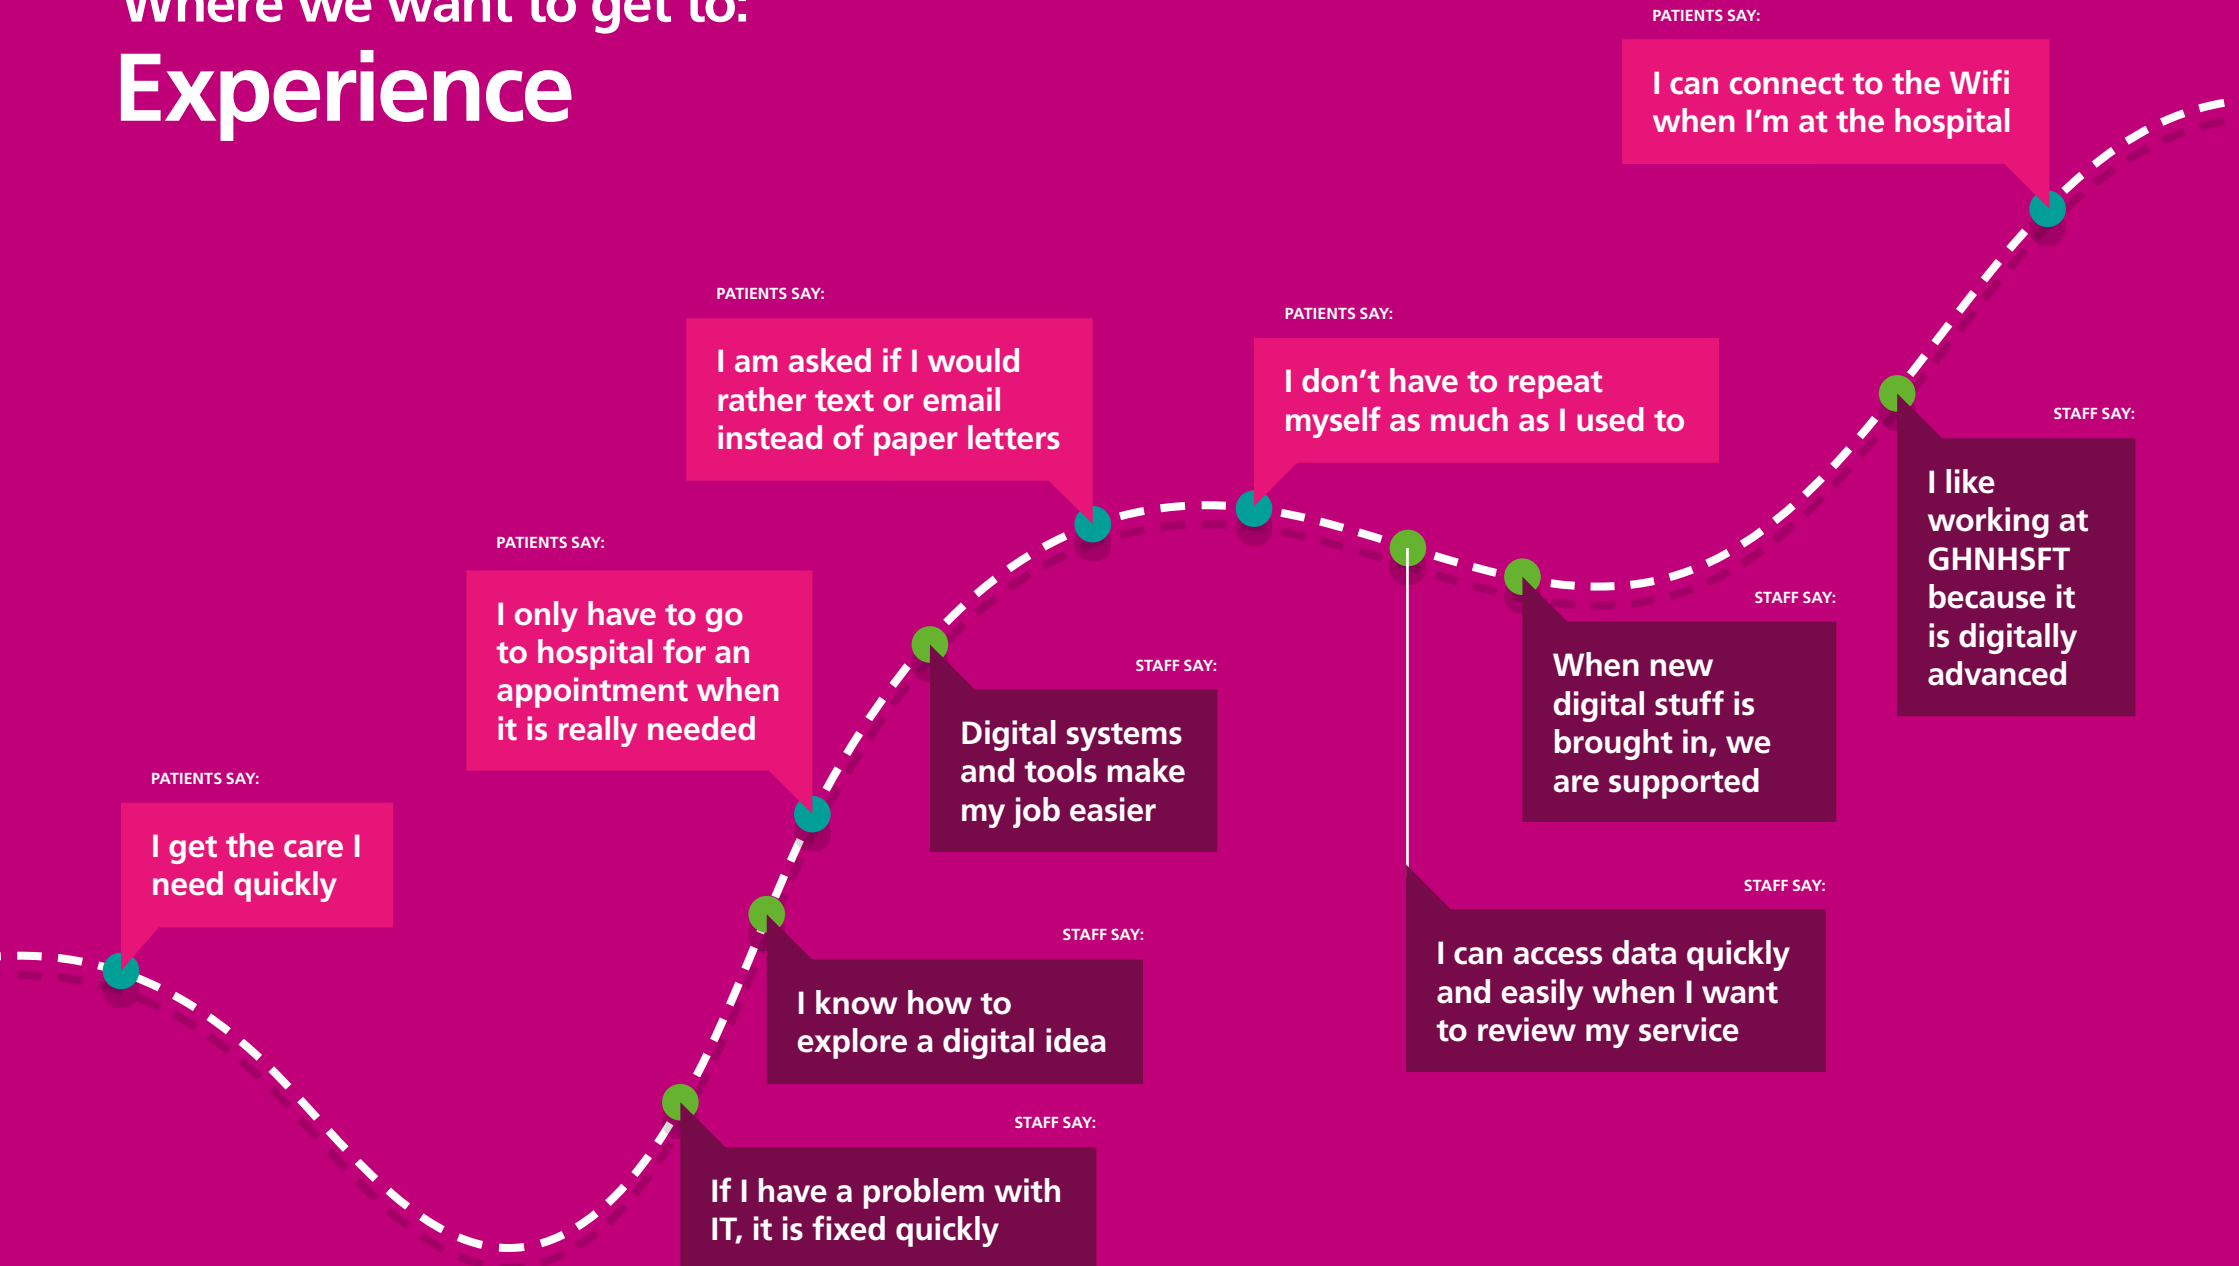 Where we want to get to:
Experience
PATIENTS SAY:
I can connect to the Wifi
when I'm at the hospital
PATIENTS SAY:
I am asked if I would
rather text or email
instead of paper letters
PATIENTS SAY:
I don't have to repeat
myself as much as I used to
STAFF SAY:
I like
working at
GHNHSFT
because it
is digitally
advanced
PATIENTS SAY:
I only have to go
to hospital for an
appointment when
it is really needed
STAFF SAY:
Digital systems
and tools make
my job easier
STAFF SAY:
When new
digital stuff is
brought in, we
are supported
PATIENTS SAY:
I get the care I
need quickly
STAFF SAY:
I can access data quickly
and easily when I want
to review my service
STAFF SAY:
I know how to
explore a digital idea
STAFF SAY:
If I have a problem with
IT, it is fixed quickly